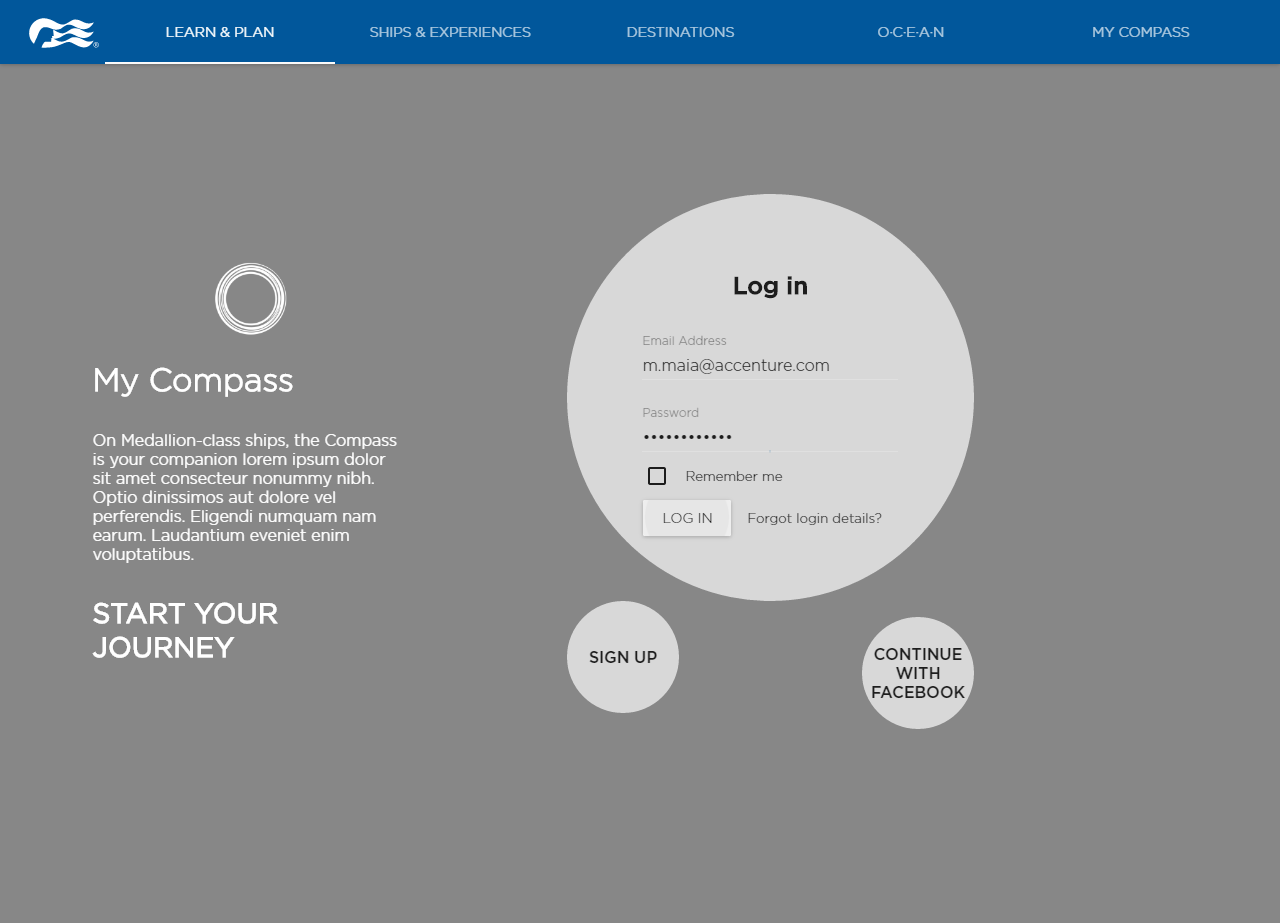 LEARN & PLAN
SHIPS & EXPERIENCES
DESTINATIONS
O·C·E·A·N
MY COMPASS
My Compass
On Medallion-class ships, the Compass
is your companion lorem ipsum dolor
sit amet consecteur nonummy nibh.
Optio dinissimos aut dolore vel
perferendis. Eligendi numquam nam
earum. Laudantium eveniet enim
voluptatibus.
START YOUR
JOURNEY
Log in
Email Address
m.maia@accenture.com
Password
••••••••••••
Remember me
LOG IN
Forgot login details?
SIGN UP
CONTINUE
WITH
FACEBOOK